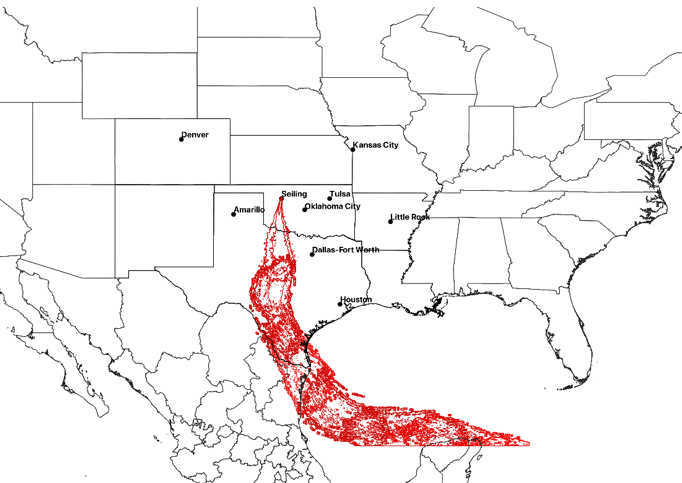 Denver
Kansas City
Seiling
Tulsa
Amarillo
Oklahoma City
Little Rock
Dallas-Fort Worth
Houston